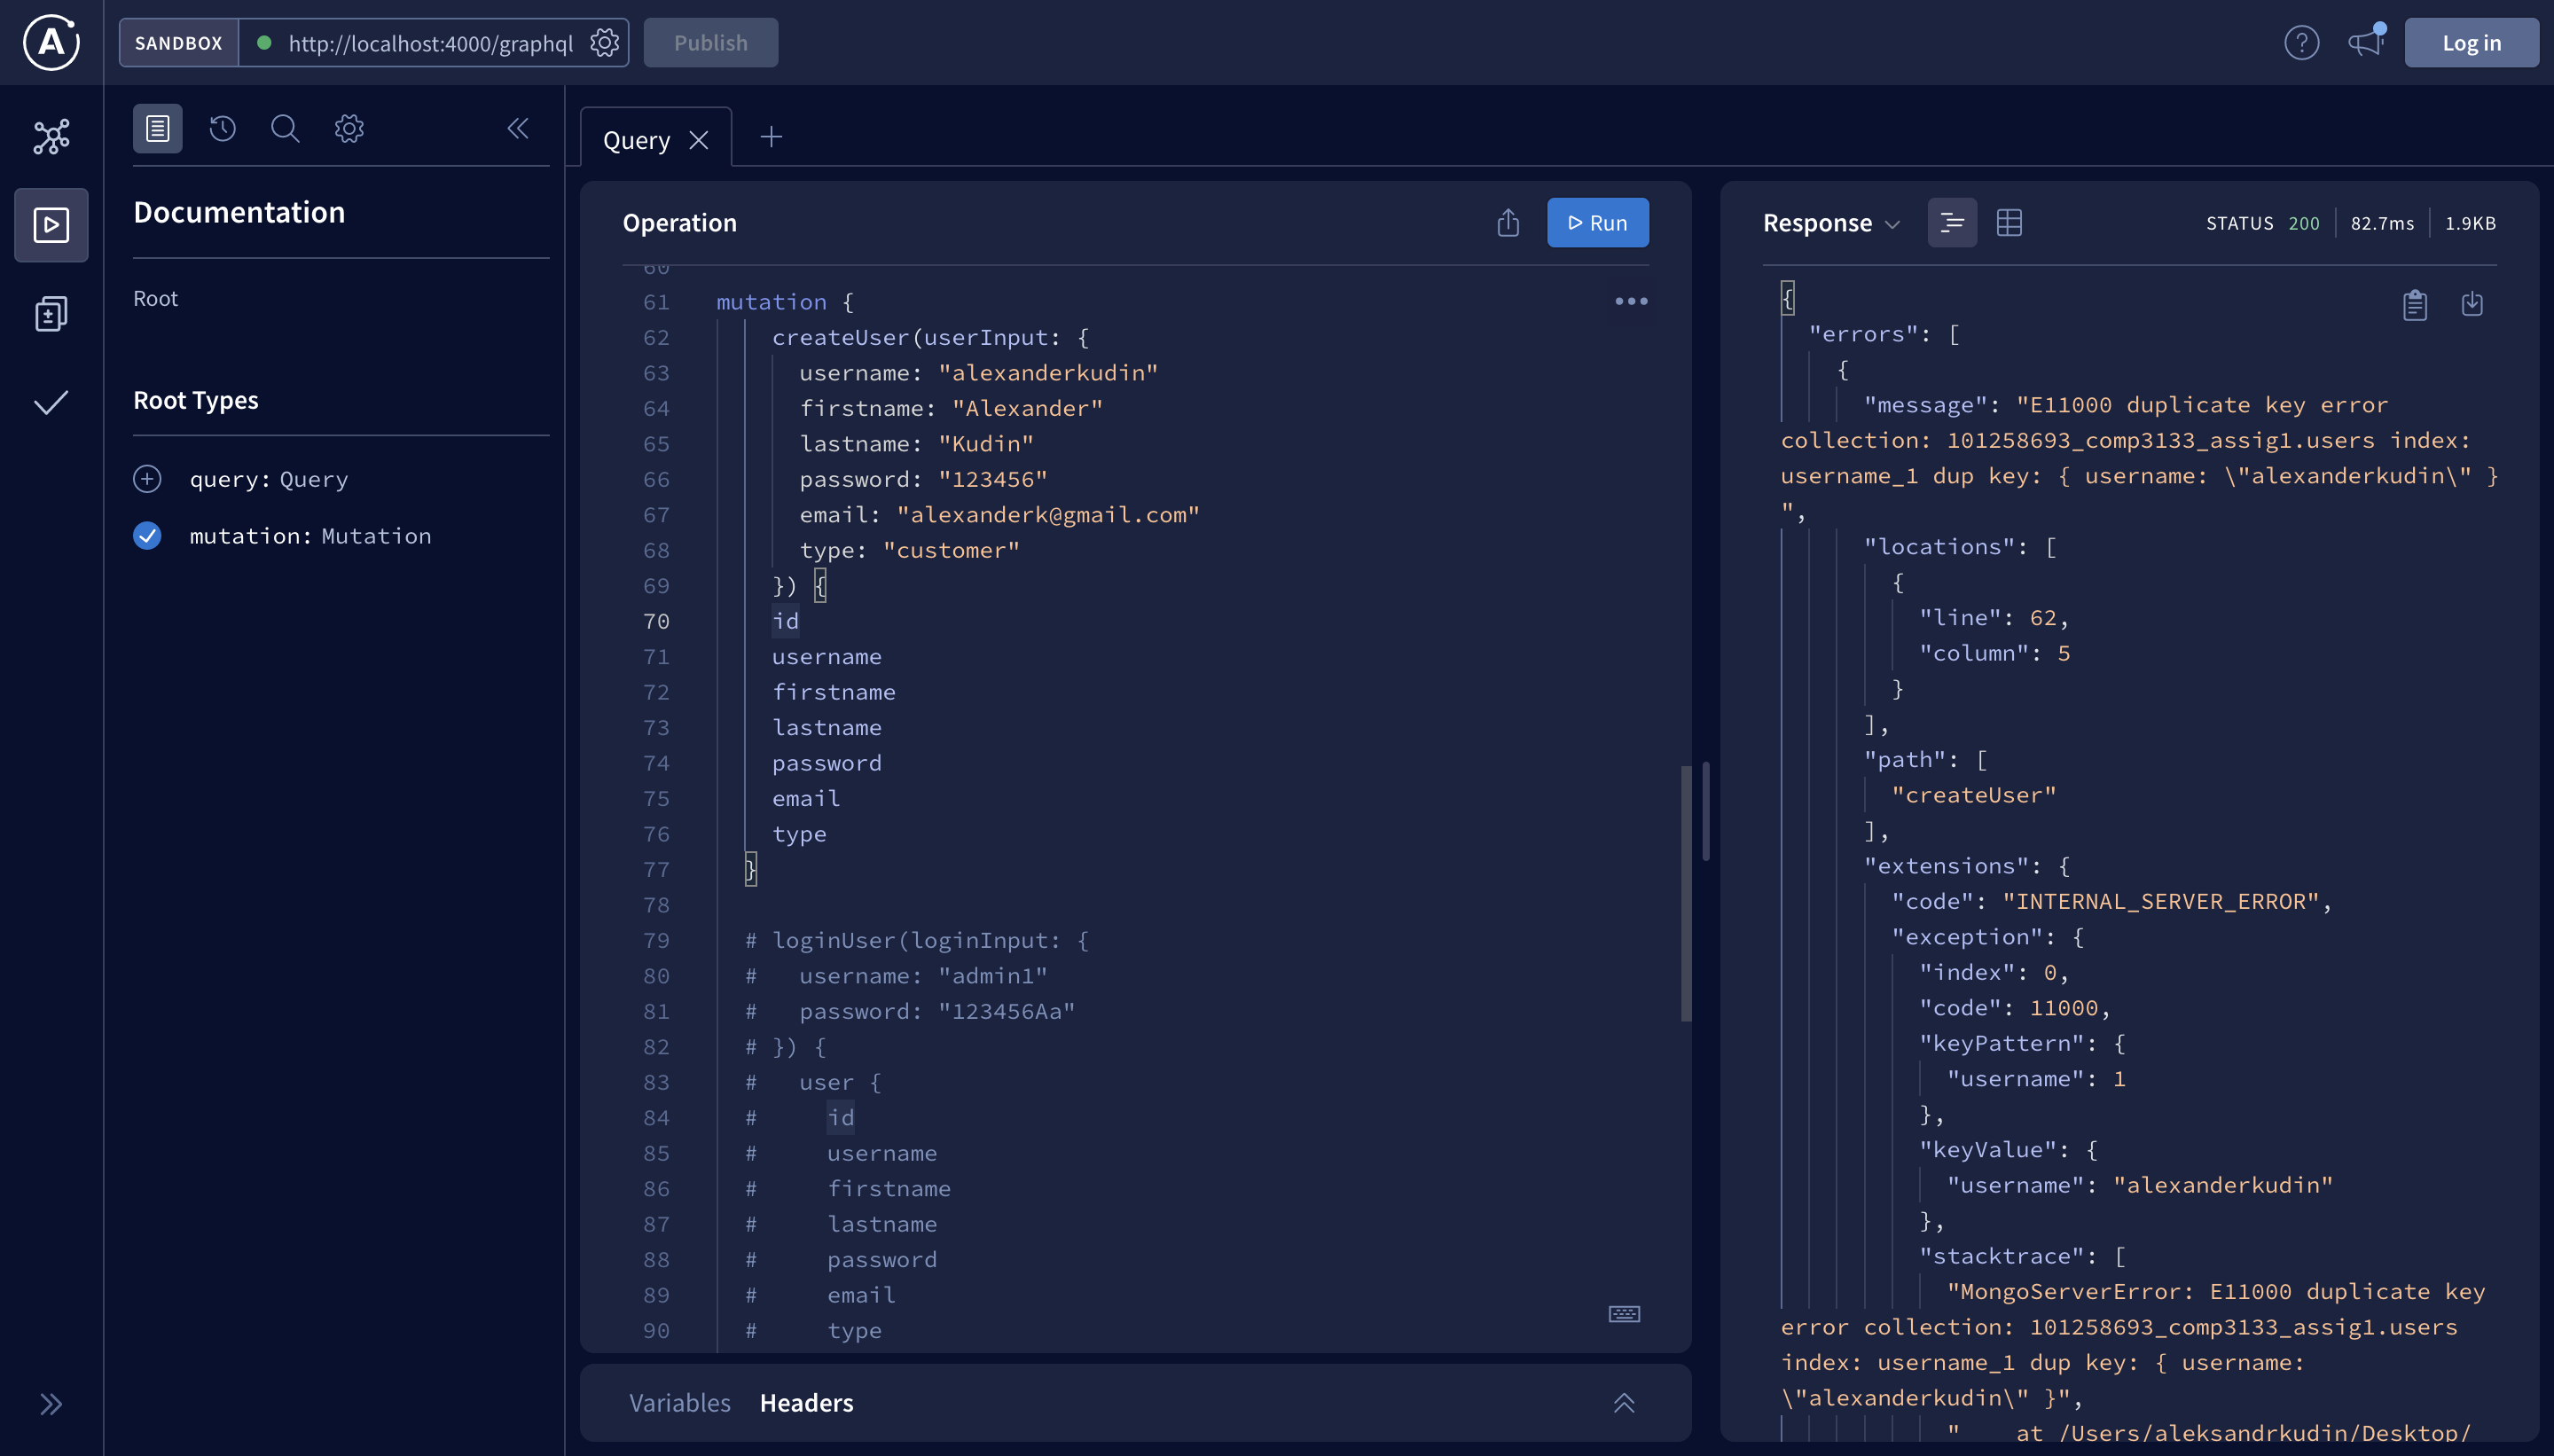 A
SANDBOX
http://localhost:4000/graphql
Publish
?
Log in
Documentation
Root
Root Types
query: Query
mutation: Mutation
Query
Operation
Run
60
61 mutation {
62 createUser(userInput: {
63 username: "alexanderkudin"
64 firstname: "Alexander"
65 lastname: "Kudin"
66 password: "123456"
67 email: "alexanderk@gmail.com"
68 type: "customer"
69 }) {
70 id
71 username
72 firstname
73 lastname
74 password
75 email
76 type
77 }
78
79 # loginUser(loginInput: {
80 # username: "admin1"
81 # password: "123456Aa"
82 # }) {
83 # user {
84 # id
85 # username
86 # firstname
87 # lastname
88 # password
89 # email
90 # type
Variables Headers
Response
STATUS 200 82.7ms 1.9KB
{
"errors": [
{
"message": "E11000 duplicate key error
collection: 101258693_comp3133_assig1.users index:
username_1 dup key: { username: \"alexanderkudin\" }
",
"locations": [
{
"line": 62,
"column": 5
}
],
"path": [
"createUser"
],
"extensions": {
"code": "INTERNAL_SERVER_ERROR",
"exception": {
"index": 0,
"code": 11000,
"keyPattern": {
"username": 1
},
"keyValue": {
"username": "alexanderkudin"
},
"stacktrace": [
"MongoServerError: E11000 duplicate key
error collection: 101258693_comp3133_assig1.users
index: username_1 dup key: { username:
\"alexanderkudin\" }",
" at /Users/aleksandrkudin/Desktop/